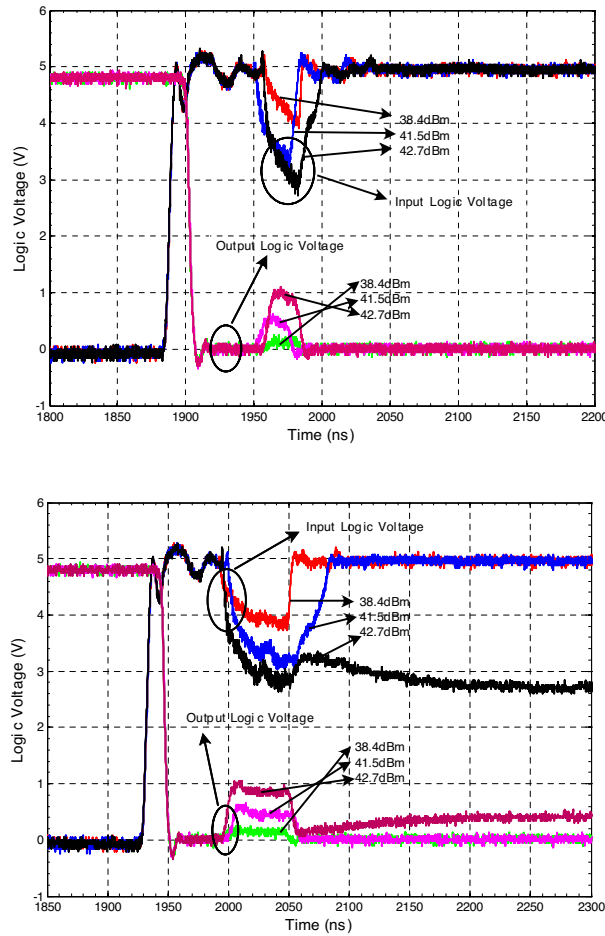 6
5
4
3
2
1
0
-1
Logic Voltage (V)
38.4dBm
41.5dBm
42.7dBm
Input Logic Voltage
Output Logic Voltage
38.4dBm
41.5dBm
42.7dBm
1800 1850 1900 1950 2000 2050 2100 2150 2200
Time (ns)
6
5
4
3
2
1
0
-1
Logic Voltage (V)
Input Logic Voltage
38.4dBm
41.5dBm
42.7dBm
Output Logic Voltage
38.4dBm
41.5dBm
42.7dBm
1850 1900 1950 2000 2050 2100 2150 2200 2250 2300
Time (ns)